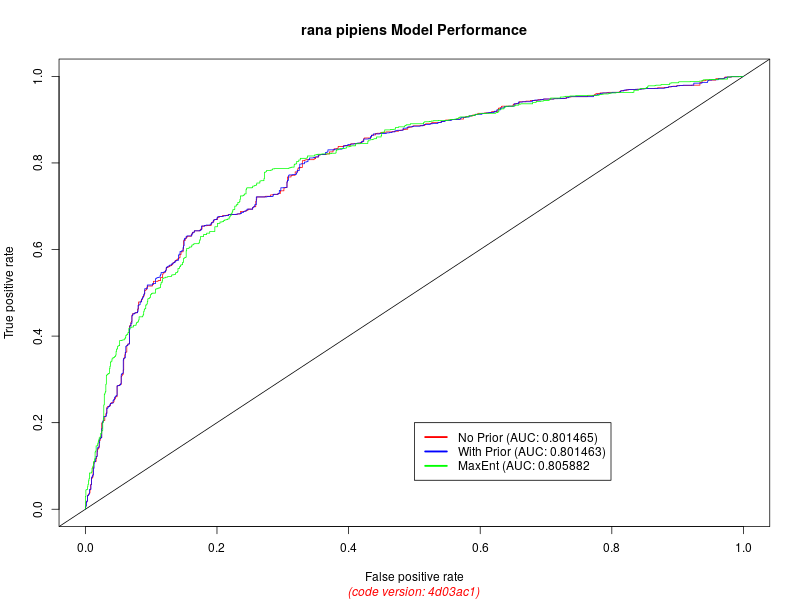 rana pipiens Model Performance
True positive rate
1.0
0.8
0.6
0.4
0.2
0.0
No Prior (AUC: 0.801465)
With Prior (AUC: 0.801463)
MaxEnt (AUC: 0.805882
0.0 0.2 0.4 0.6 0.8 1.0
False positive rate
(code version: 4d03ac1)